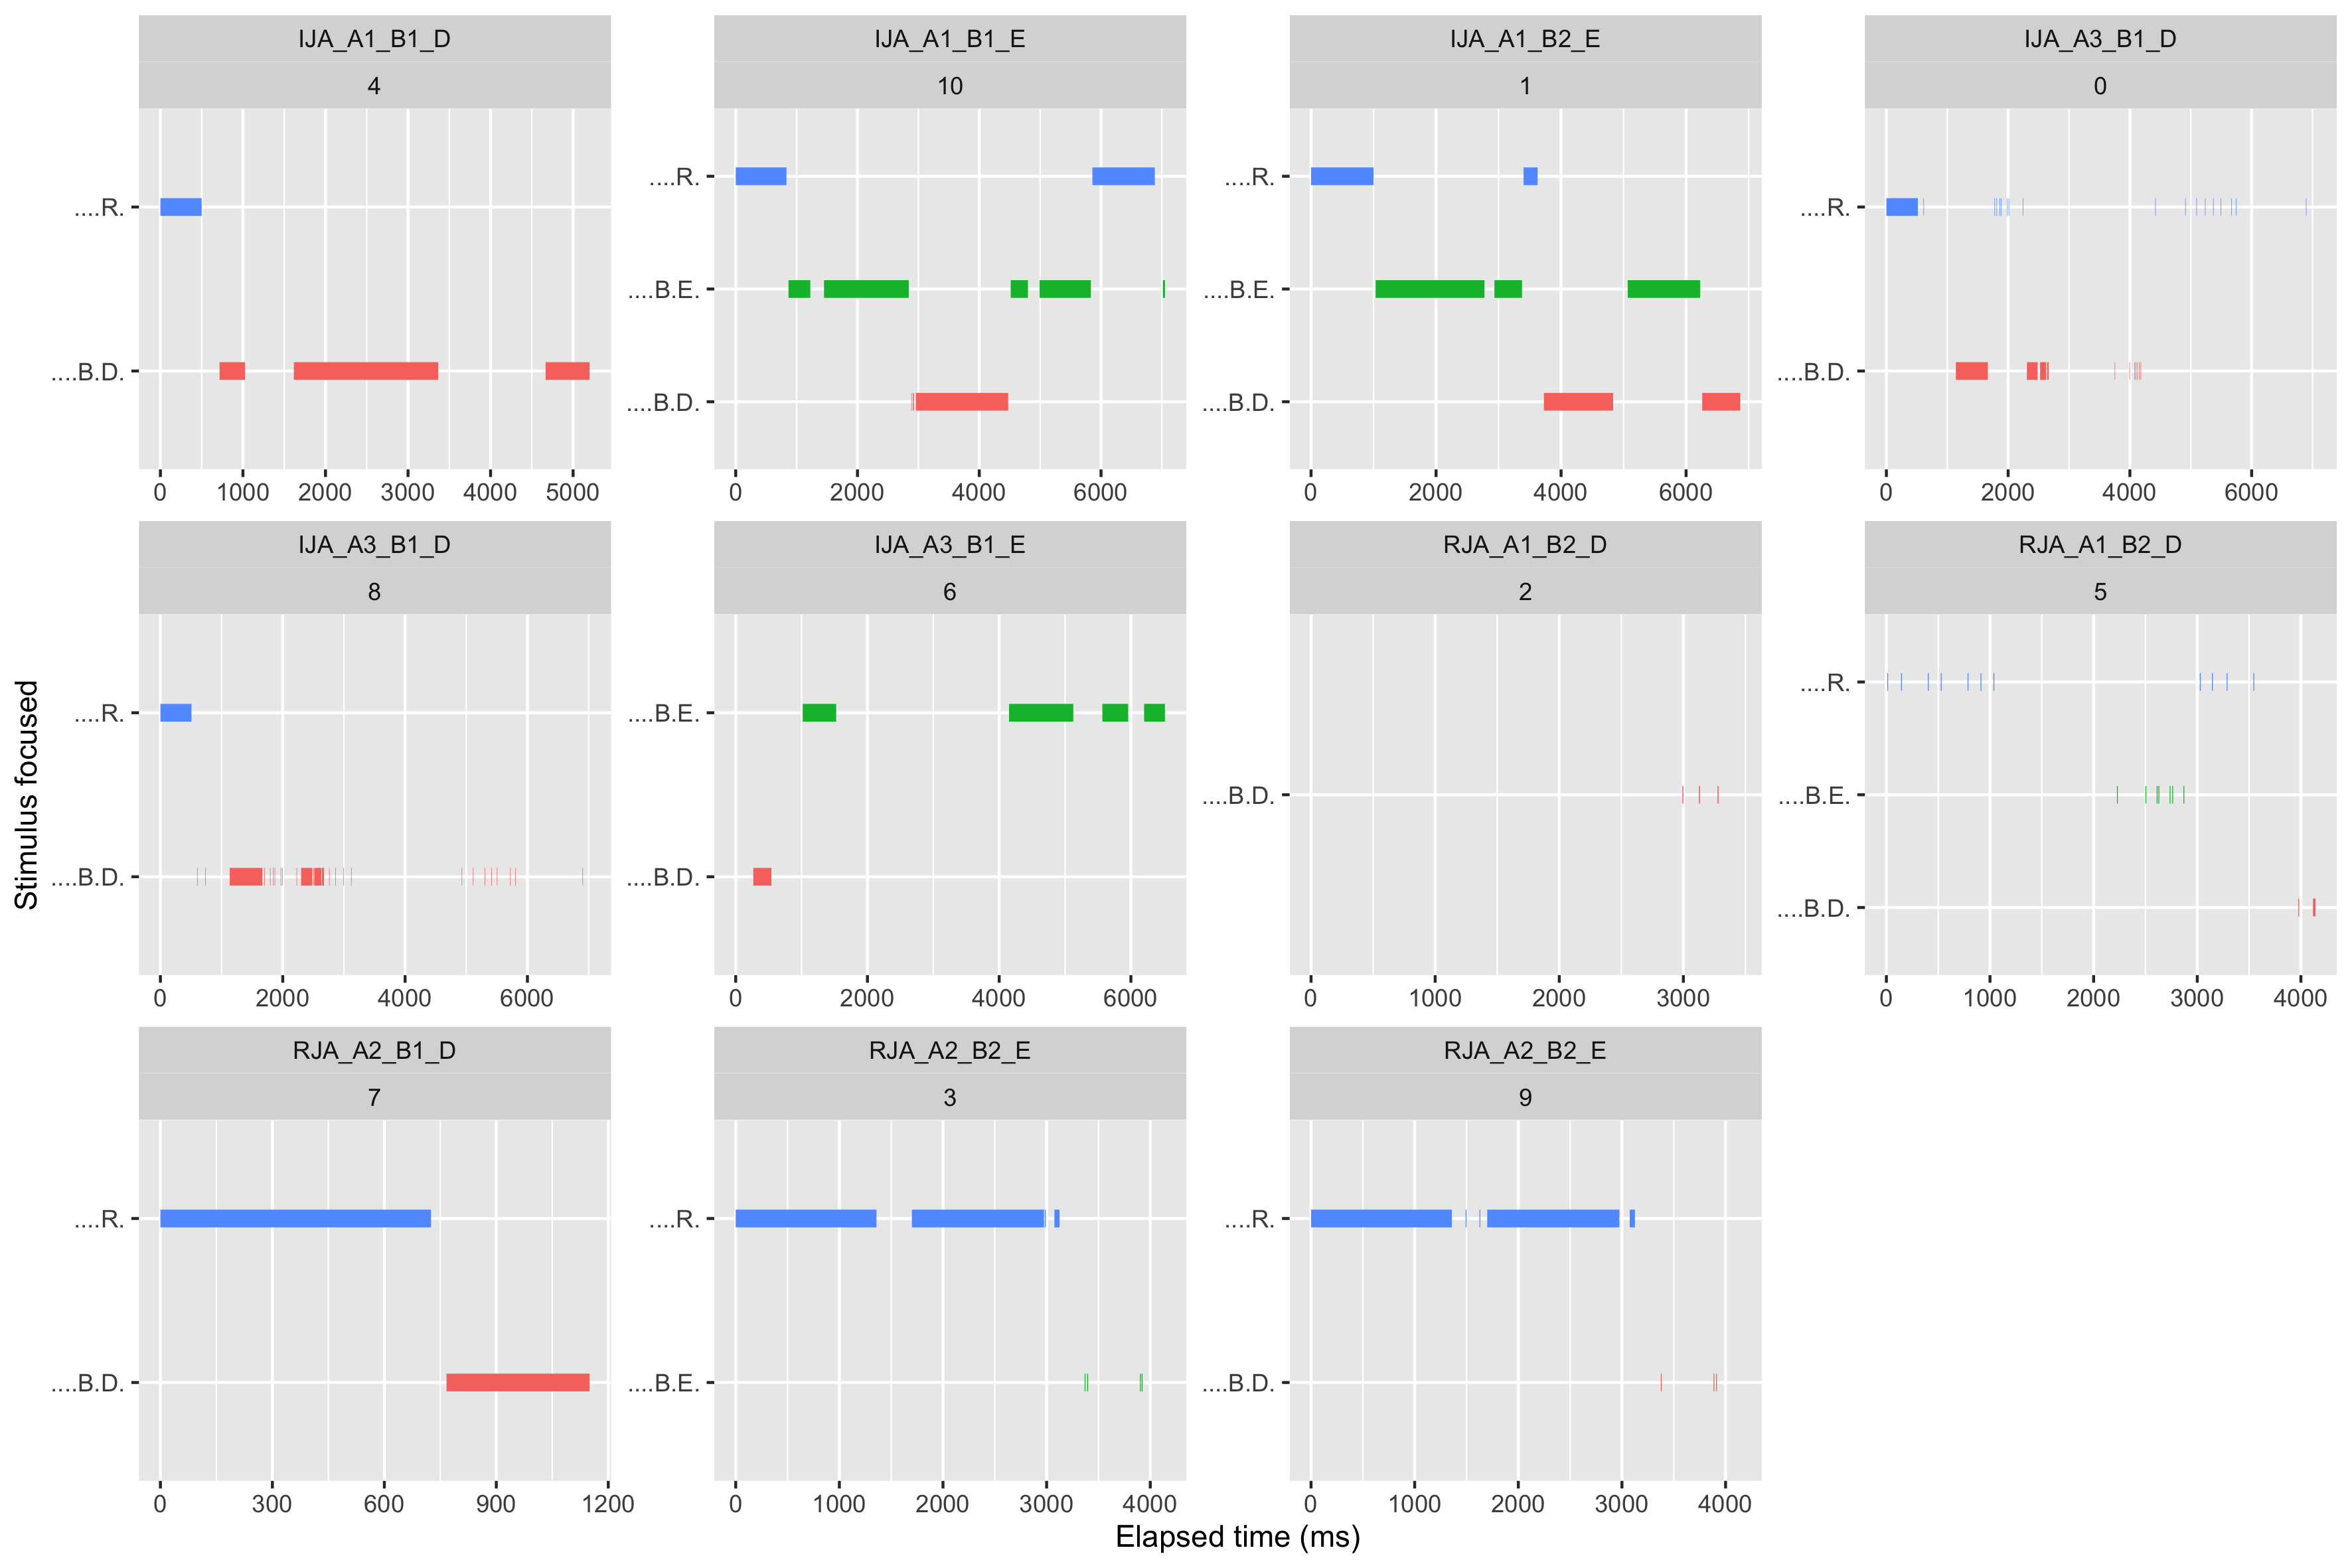 IJA_A1_B1_D
4
....R.
....B.D.
0 1000 2000 3000 4000 5000
IJA_A1_B1_E
10
....R.
....B.E.
....B.D.
0 2000 4000 6000
IJA_A1_B2_E
1
....R.
....B.E.
....B.D.
0 2000 4000 6000
IJA_A3_B1_D
0
....R.
....B.D.
0 2000 4000 6000
Stimulus focused
IJA_A3_B1_D
8
....R.
....B.D.
0 2000 4000 6000
IJA_A3_B1_E
6
....B.E.
....B.D.
0 2000 4000 6000
RJA_A1_B2_D
2
....B.D.
0 1000 2000 3000
RJA_A1_B2_D
5
....R.
....B.E.
....B.D.
0 1000 2000 3000 4000
RJA_A2_B1_D
7
....R.
....B.D.
0 300 600 900 1200
RJA_A2_B2_E
3
....R.
....B.E.
0 1000 2000 3000 4000
RJA_A2_B2_E
9
....R.
....B.D.
0 1000 2000 3000 4000
Elapsed time (ms)